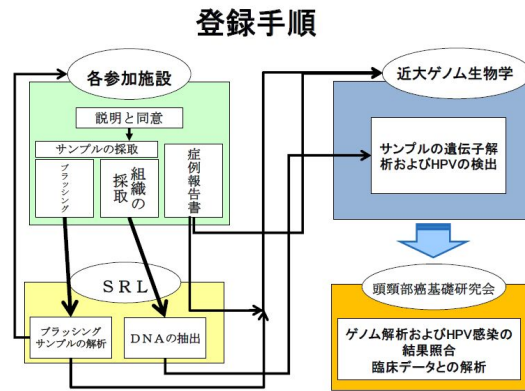 登録手順
各参加施設
説明と同意
サンプルの採取
ブラッシング
組織の
採取
症例報告書
ＳＲＬ
ブラッシング
サンプルの解析
ＤＮＡの抽出
近大ゲノム生物学
サンプルの遺伝子解
析およびHPVの検出
頭頸部癌基礎研究会
ゲノム解析およびHPV感染の
結果照合
臨床データとの解析